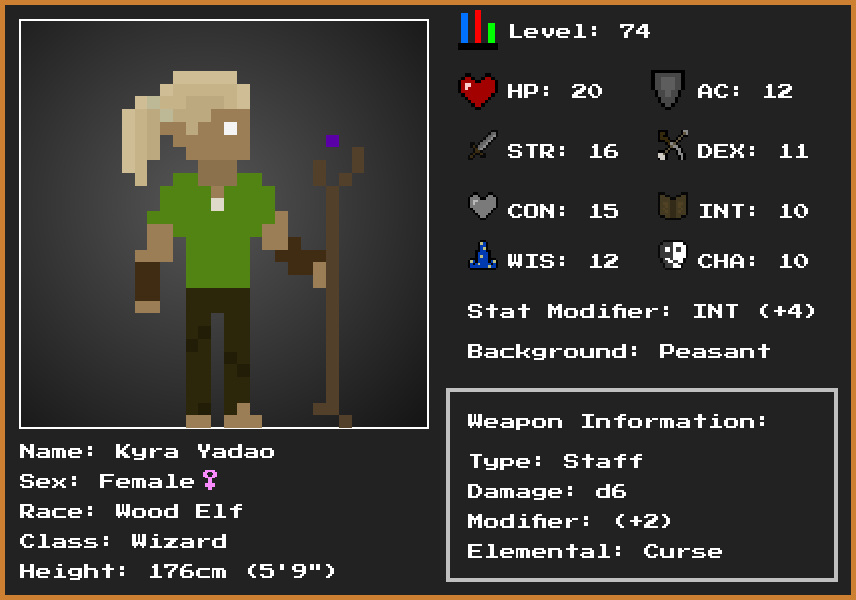 Level: 74
HP: 20 AC: 12
STR: 16 DEX: 11
CON: 15 INT: 10
WIS: 12 CHA: 10
Stat Modifier: INT (+4)
Background: Peasant
Weapon Information:
Type: Staff
Damage: d6
Modifier: (+2)
Elemental: Curse
Name: Kyra Yadao
Sex: Female♀
Race: Wood Elf
Class: Wizard
Height: 176cm (5'9")